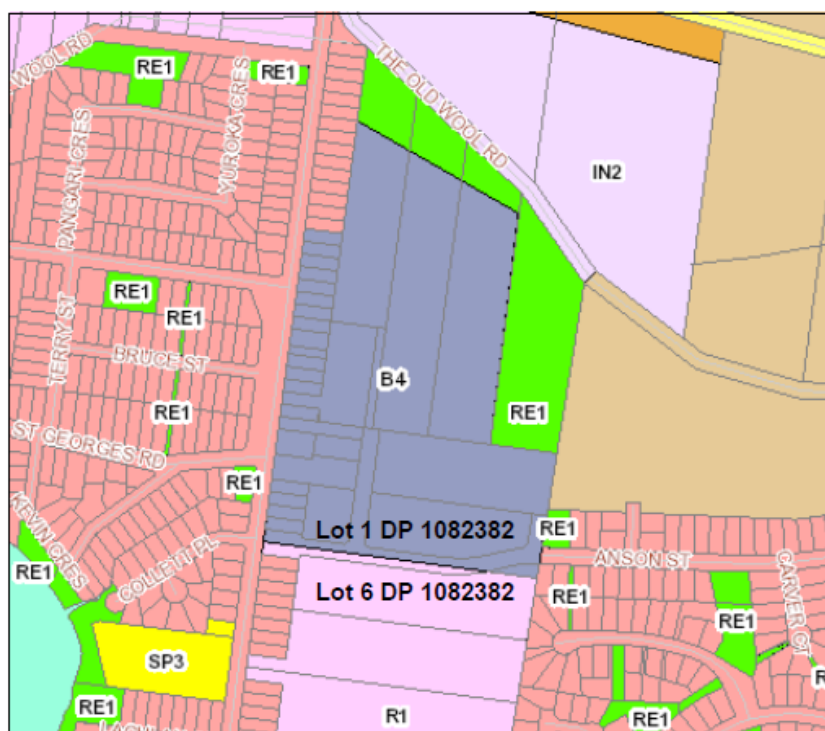 WOOL RD
RE1
RE1
THE OLD WOOL RD
YUROKA CRES
PANGARI CRES
IN2
RE1
RE1
TERRY ST
BRUCE ST
B4
RE1
RE1
ST GEORGES RD
RE1
KEVIN CRES
Lot 1 DP 1082382
RE1
ANSON ST
RE1
COLLETT PL
Lot 6 DP 1082382
RE1
CARVER CT
RE1
SP3
RE1
R1
RE1